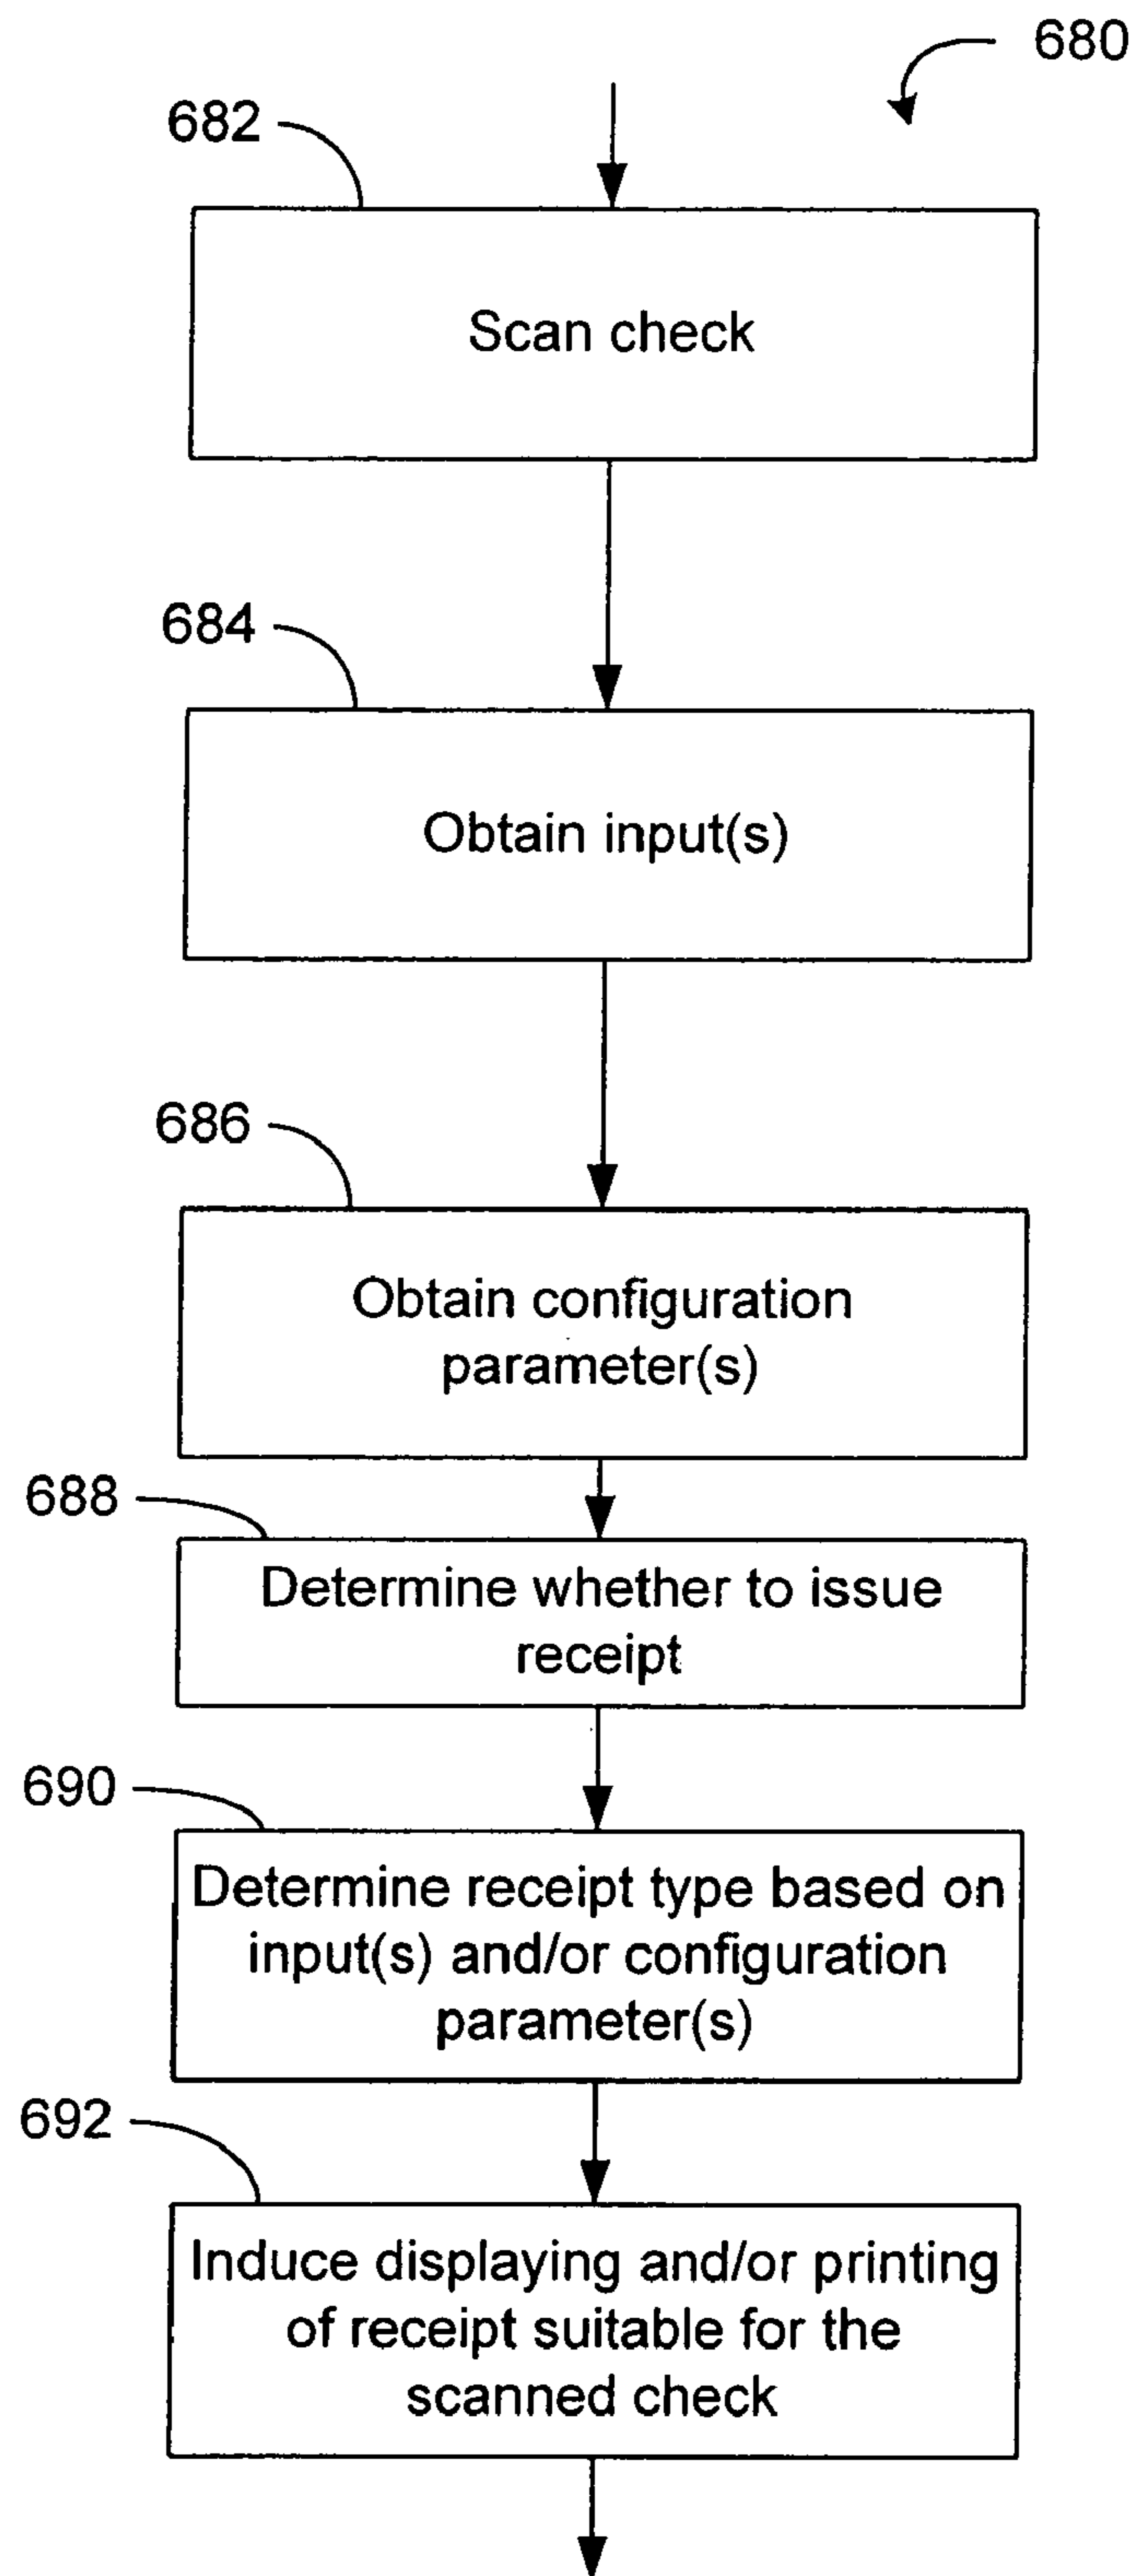 680
682
Scan check
684
Obtain input(s)
686
Obtain configuration
parameter(s)
688
Determine whether to issue
receipt
690
Determine receipt type based on
input(s) and/or configuration
parameter(s)
692
Induce displaying and/or printing
of receipt suitable for the
scanned check